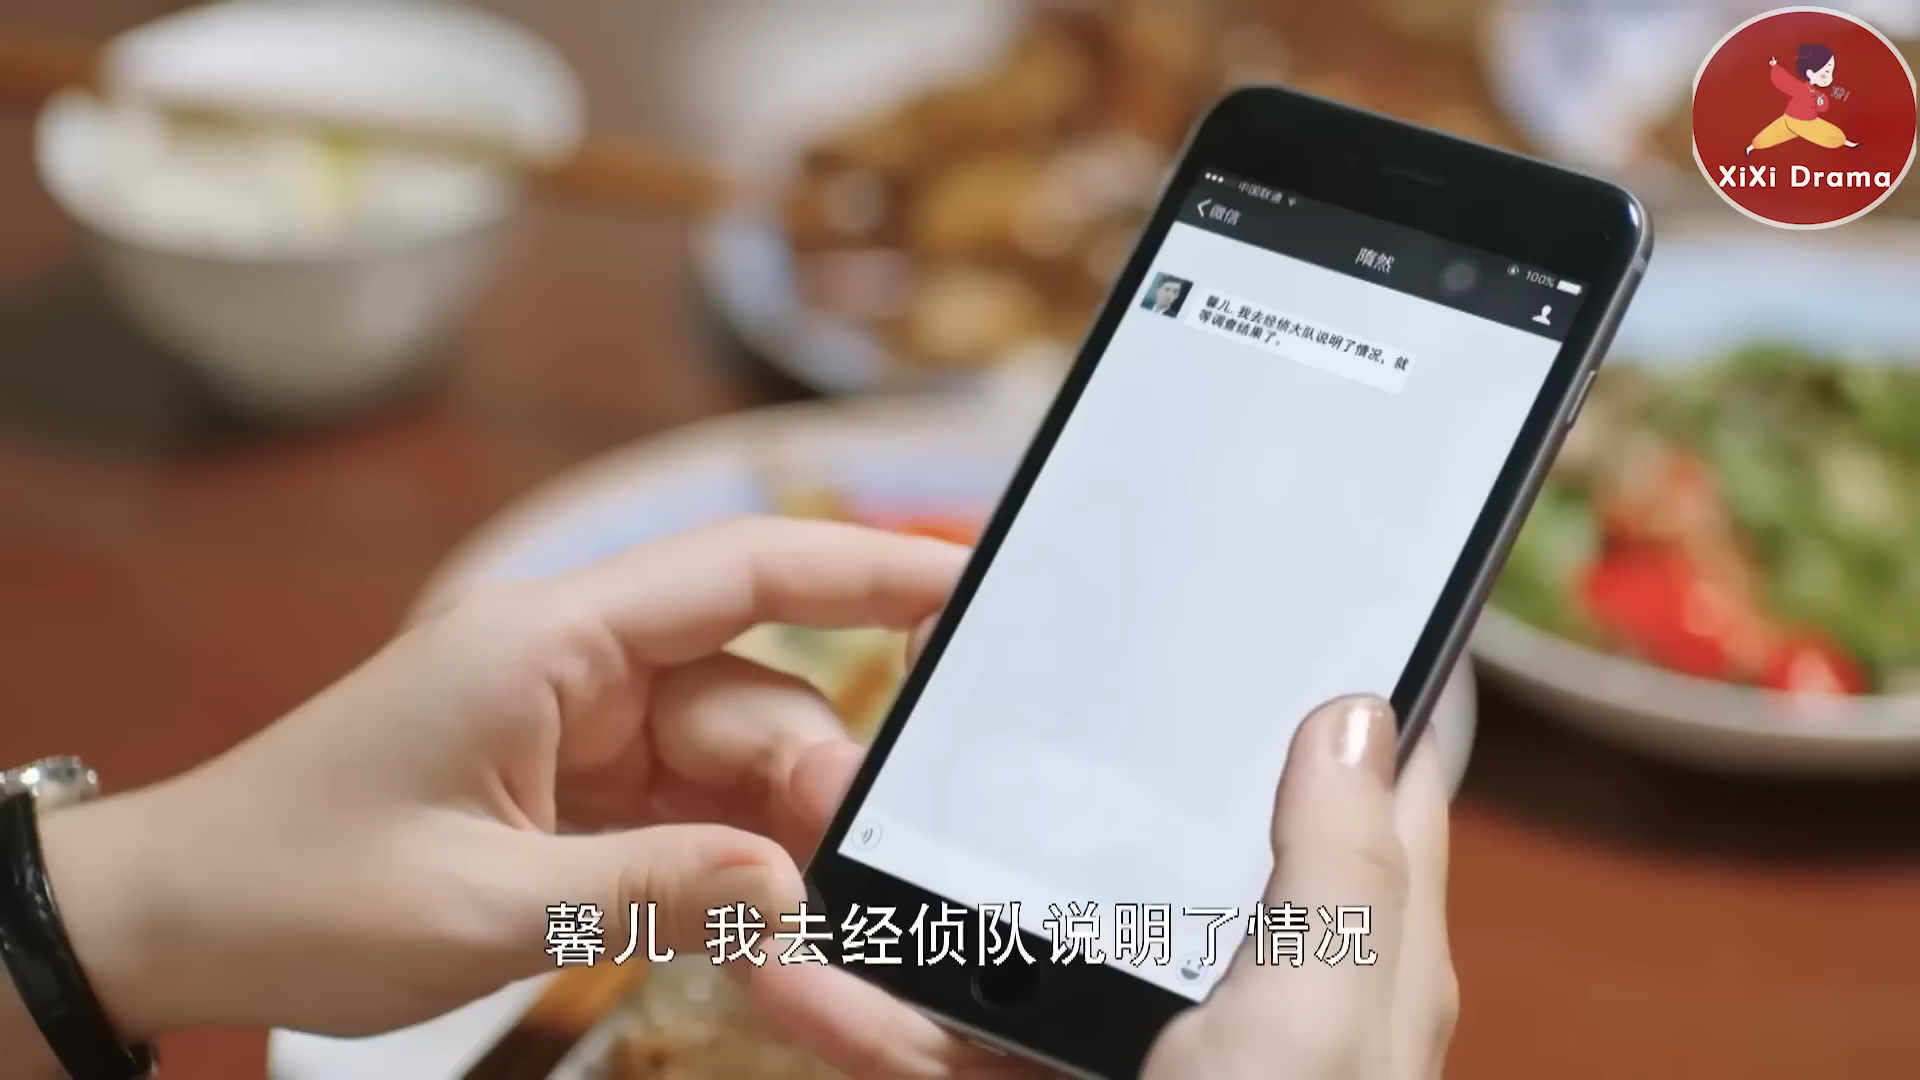 XiXi Drama
中国联通
微信
隋然
100%
馨儿,我去经侦大队说明了情况,就
等调查结果了。
馨儿 我去经侦队说明了情况